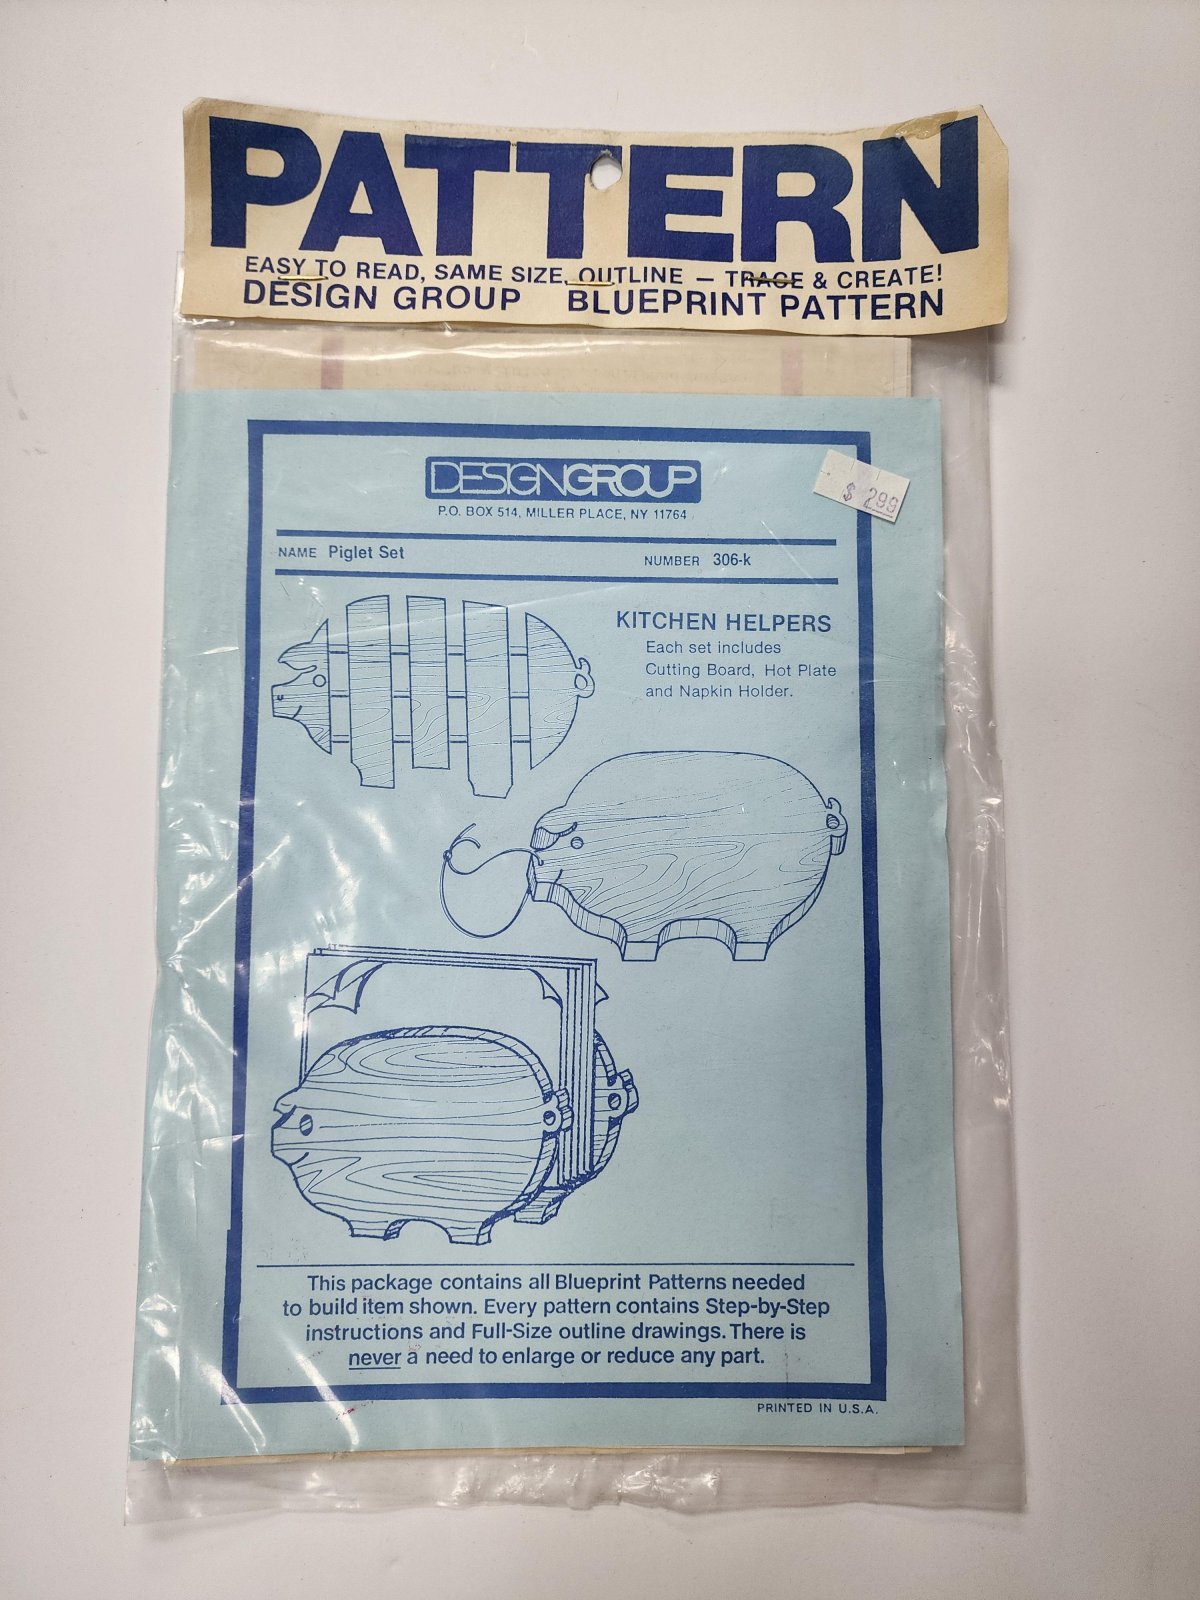 PATTERN
EASY TO READ, SAME SIZE, OUTLINE — TRACE & CREATE!
DESIGN GROUP BLUEPRINT PATTERN
DESIGNGROUP
P.O. BOX 514, MILLER PLACE, NY 11764
$ 299
NAME Piglet Set NUMBER 306-k
KITCHEN HELPERS
Each set includes
Cutting Board, Hot Plate
and Napkin Holder.
This package contains all Blueprint Patterns needed
to build item shown. Every pattern contains Step-by-Step
instructions and Full-Size outline drawings. There is
never a need to enlarge or reduce any part.
PRINTED IN U.S.A.